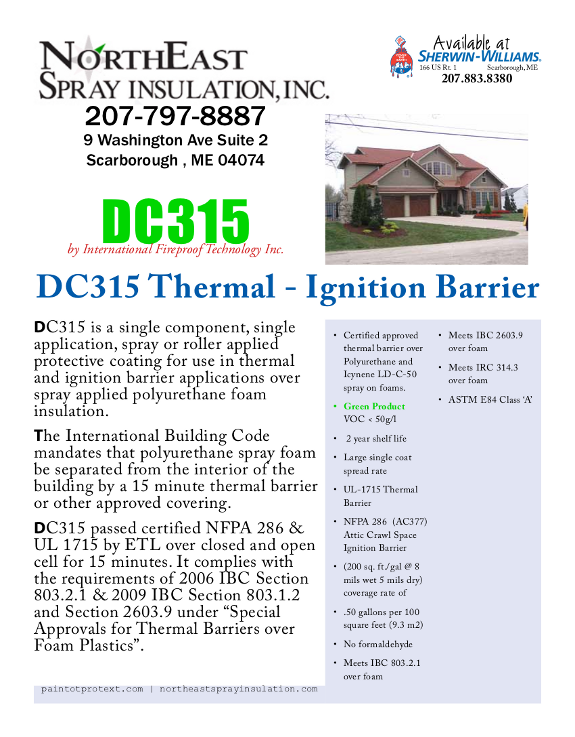 NORTHEAST
SPRAY INSULATION, INC.
207-797-8887
9 Washington Ave Suite 2
Scarborough , ME 04074
Available at
SHERWIN-WILLIAMS.
166 US Rt. 1 Scarborough, ME
207.883.8380
DC315
by International Fireproof Technology Inc.
DC315 Thermal - Ignition Barrier
DC315 is a single component, single
application, spray or roller applied
protective coating for use in thermal
and ignition barrier applications over
spray applied polyurethane foam
insulation.
The International Building Code
mandates that polyurethane spray foam
be separated from the interior of the
building by a 15 minute thermal barrier
or other approved covering.
DC315 passed certified NFPA 286 &
UL 1715 by ETL over closed and open
cell for 15 minutes. It complies with
the requirements of 2006 IBC Section
803.2.1 & 2009 IBC Section 803.1.2
and Section 2603.9 under “Special
Approvals for Thermal Barriers over
Foam Plastics”.
• Certified approved
thermal barrier over
Polyurethane and
Icynene LD-C-50
spray on foams.
• Green Product
VOC < 50g/l
• 2 year shelf life
• Large single coat
spread rate
• UL-1715 Thermal
Barrier
• NFPA 286 (AC377)
Attic Crawl Space
Ignition Barrier
• (200 sq. ft./gal @ 8
mils wet 5 mils dry)
coverage rate of
• .50 gallons per 100
square feet (9.3 m2)
• No formaldehyde
• Meets IBC 803.2.1
over foam
• Meets IBC 2603.9
over foam
• Meets IRC 314.3
over foam
• ASTM E84 Class ‘A’
paintotprotext.com | northeastsprayinsulation.com